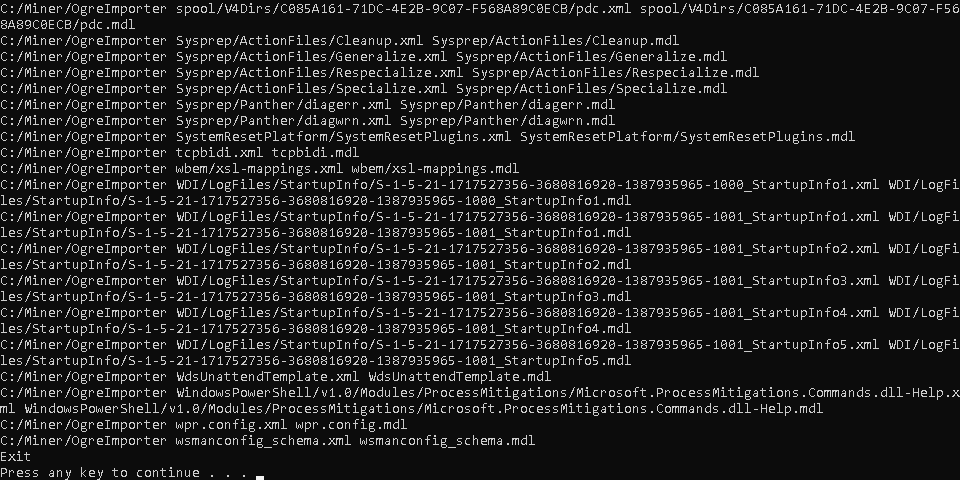 C:/Miner/OgreImporter spool/V4Dirs/C085A161-71DC-4E2B-9C07-F568A89C0ECB/pdc.xml spool/V4Dirs/C085A161-71DC-4E2B-9C07-F56
8A89C0ECB/pdc.mdl
C:/Miner/OgreImporter Sysprep/ActionFiles/Cleanup.xml Sysprep/ActionFiles/Cleanup.mdl
C:/Miner/OgreImporter Sysprep/ActionFiles/Generalize.xml Sysprep/ActionFiles/Generalize.mdl
C:/Miner/OgreImporter Sysprep/ActionFiles/Respecialize.xml Sysprep/ActionFiles/Respecialize.mdl
C:/Miner/OgreImporter Sysprep/ActionFiles/Specialize.xml Sysprep/ActionFiles/Specialize.mdl
C:/Miner/OgreImporter Sysprep/Panther/diagerr.xml Sysprep/Panther/diagerr.mdl
C:/Miner/OgreImporter Sysprep/Panther/diagwrn.xml Sysprep/Panther/diagwrn.mdl
C:/Miner/OgreImporter SystemResetPlatform/SystemResetPlugins.xml SystemResetPlatform/SystemResetPlugins.mdl
C:/Miner/OgreImporter tcpbidi.xml tcpbidi.mdl
C:/Miner/OgreImporter wbem/xsl-mappings.xml wbem/xsl-mappings.mdl
C:/Miner/OgreImporter WDI/LogFiles/StartupInfo/S-1-5-21-1717527356-3680816920-1387935965-1000_StartupInfo1.xml WDI/LogFi
les/StartupInfo/S-1-5-21-1717527356-3680816920-1387935965-1000_StartupInfo1.mdl
C:/Miner/OgreImporter WDI/LogFiles/StartupInfo/S-1-5-21-1717527356-3680816920-1387935965-1001_StartupInfo1.xml WDI/LogFi
les/StartupInfo/S-1-5-21-1717527356-3680816920-1387935965-1001_StartupInfo1.mdl
C:/Miner/OgreImporter WDI/LogFiles/StartupInfo/S-1-5-21-1717527356-3680816920-1387935965-1001_StartupInfo2.xml WDI/LogFi
les/StartupInfo/S-1-5-21-1717527356-3680816920-1387935965-1001_StartupInfo2.mdl
C:/Miner/OgreImporter WDI/LogFiles/StartupInfo/S-1-5-21-1717527356-3680816920-1387935965-1001_StartupInfo3.xml WDI/LogFi
les/StartupInfo/S-1-5-21-1717527356-3680816920-1387935965-1001_StartupInfo3.mdl
C:/Miner/OgreImporter WDI/LogFiles/StartupInfo/S-1-5-21-1717527356-3680816920-1387935965-1001_StartupInfo4.xml WDI/LogFi
les/StartupInfo/S-1-5-21-1717527356-3680816920-1387935965-1001_StartupInfo4.mdl
C:/Miner/OgreImporter WDI/LogFiles/StartupInfo/S-1-5-21-1717527356-3680816920-1387935965-1001_StartupInfo5.xml WDI/LogFi
les/StartupInfo/S-1-5-21-1717527356-3680816920-1387935965-1001_StartupInfo5.mdl
C:/Miner/OgreImporter WdsUnattendTemplate.xml WdsUnattendTemplate.mdl
C:/Miner/OgreImporter WindowsPowerShell/v1.0/Modules/ProcessMitigations/Microsoft.ProcessMitigations.Commands.dll-Help.x
ml WindowsPowerShell/v1.0/Modules/ProcessMitigations/Microsoft.ProcessMitigations.Commands.dll-Help.mdl
C:/Miner/OgreImporter wpr.config.xml wpr.config.mdl
C:/Miner/OgreImporter wsmanconfig_schema.xml wsmanconfig_schema.mdl
Exit
Press any key to continue . . .